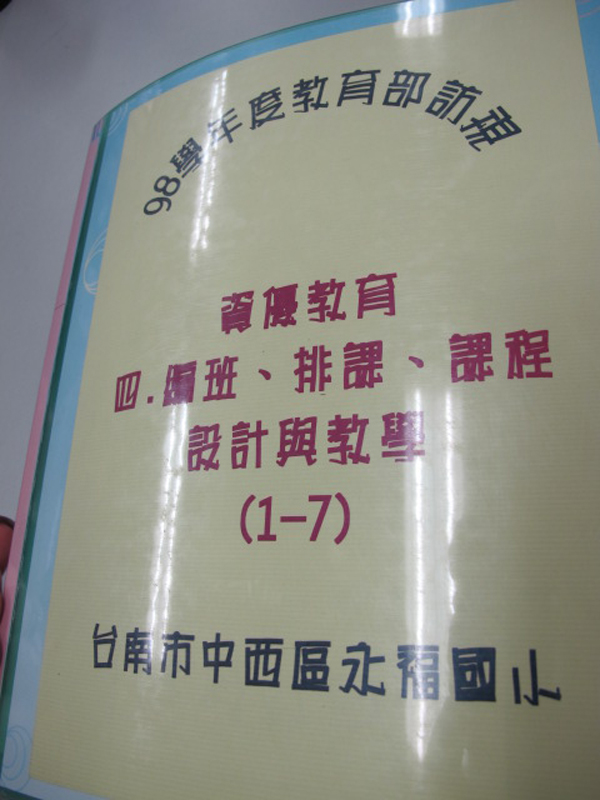 98學年度教育部訪視
資優教育
四.編班、排課、課程
設計與教學
(1-7)
台南市中西區永福國小